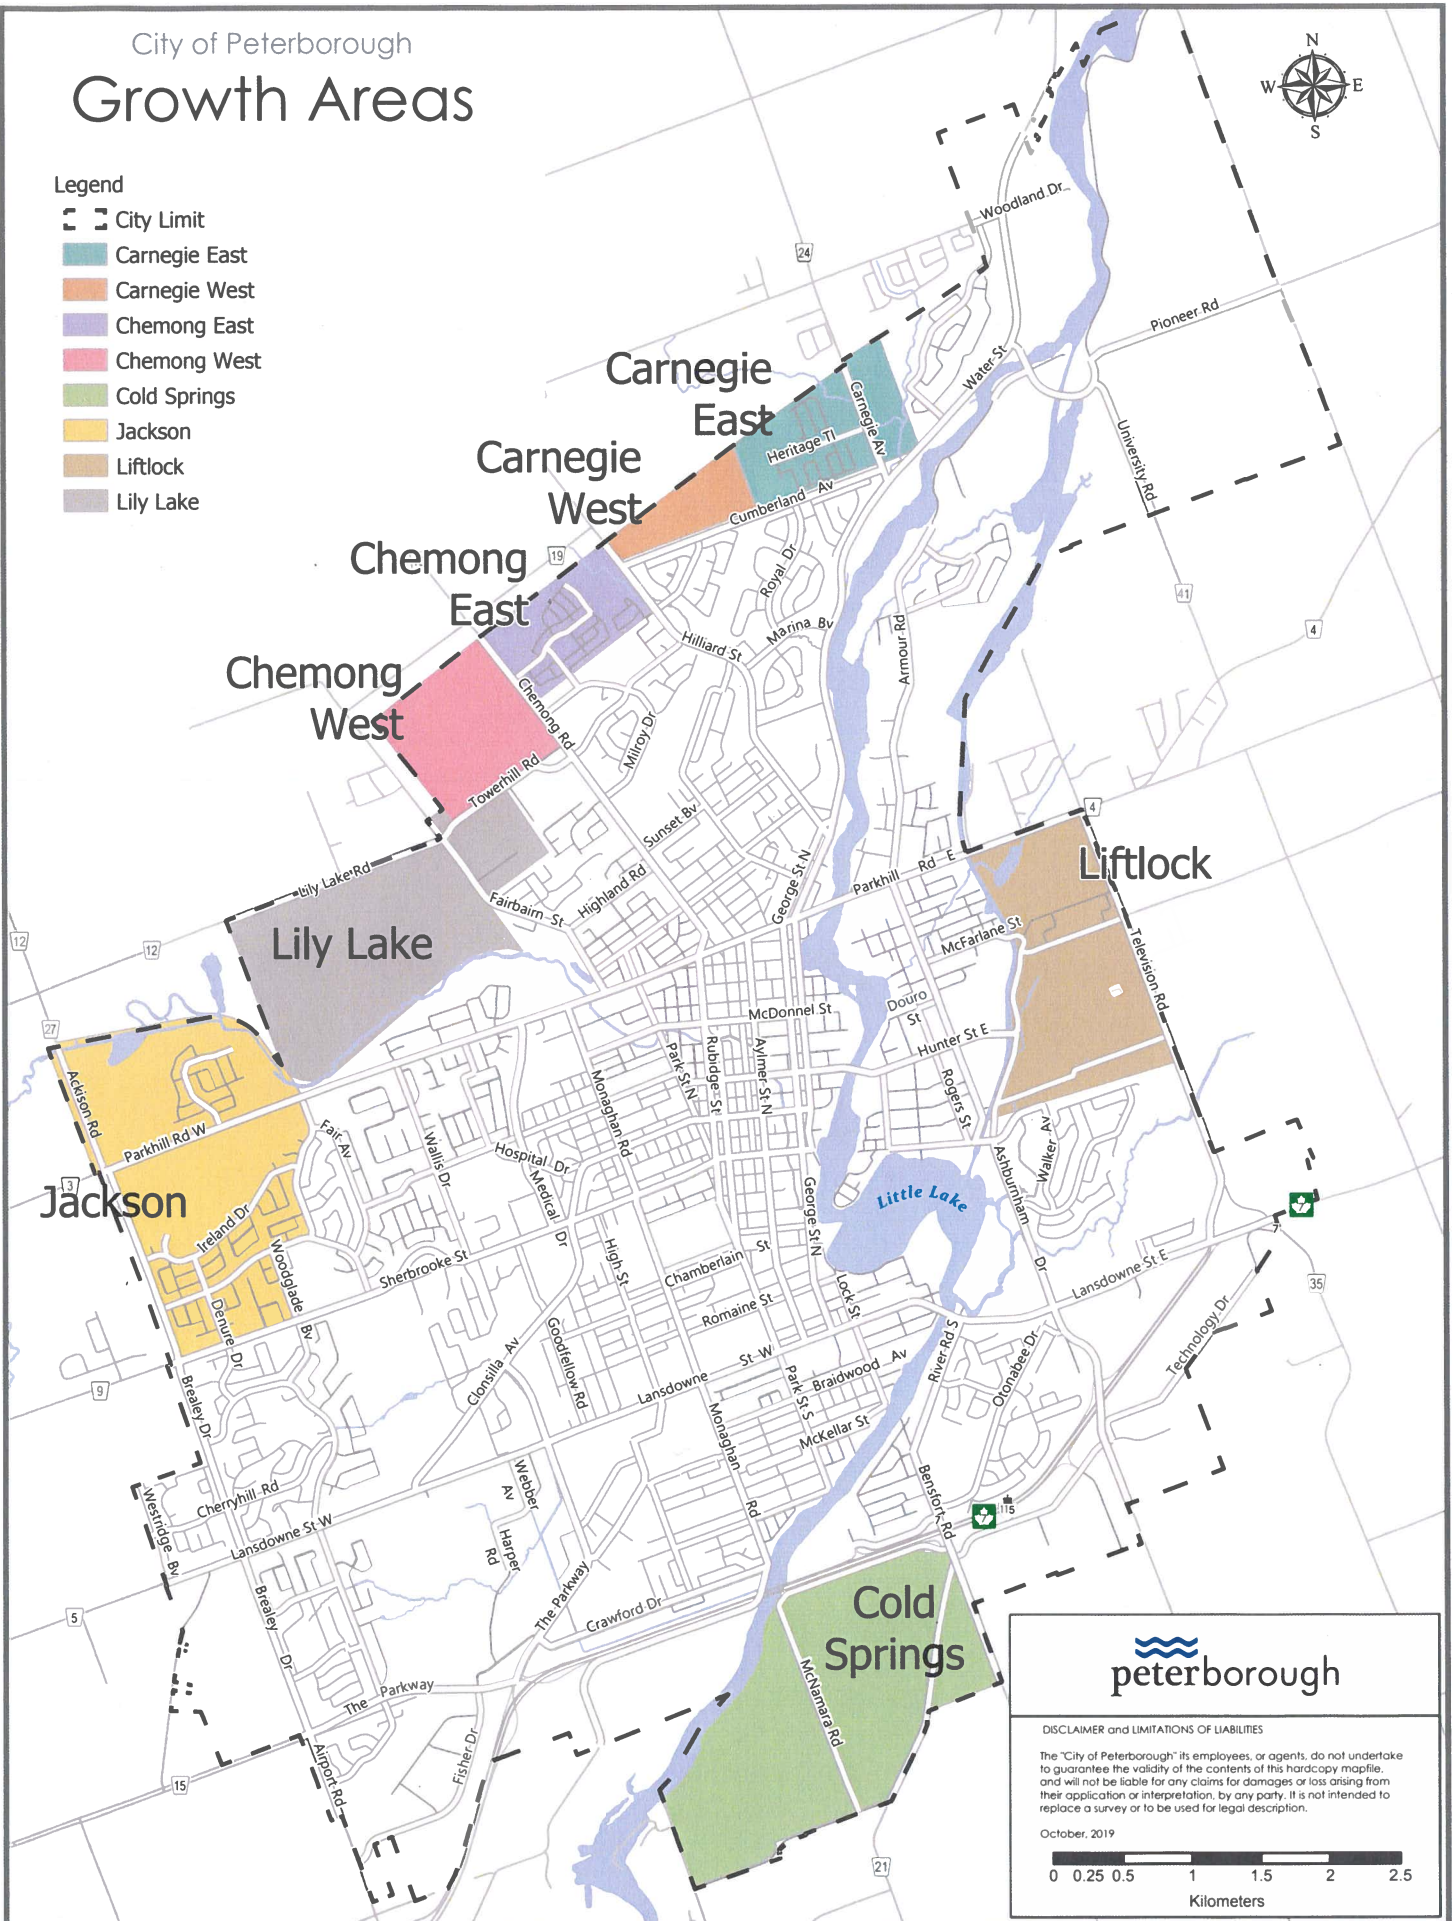 City of Peterborough
Growth Areas
N
W E
S
Legend
City Limit
Carnegie East
Carnegie West
Chemong East
Chemong West
Cold Springs
Jackson
Liftlock
Lily Lake
Woodland Dr
24
Pioneer Rd
Water St
Carnegie
East
Carnegie Av
Heritage Tl
Carnegie
West
Cumberland Av
University Rd
Chemong
East
19
Royal Dr
Marina Bv
Hilliard St
Armour Rd
41
4
Chemong
West
Chemong Rd
Milroy Dr
Towerhill Rd
Sunset Bv
4
Liftlock
Lily Lake Rd
Fairbairn St
Highland Rd
George St N
Parkhill Rd E
McFarlane St
Television Rd
12
12
Lily Lake
27
McDonnel St
Douro
St
Hunter St E
Ackison Rd
Parkhill Rd W
Fair Av
Wallis Dr
Hospital Dr
Medical Dr
Monaghan Rd
Park St N
Rubidge St
Aylmer St N
Rogers St
Walker Av
Ashburnham Dr
3
Jackson
Ireland Dr
Woodglade Bv
Denure Dr
Sherbrooke St
High St
George St N
Little Lake
7
7
Chamberlain St
Romaine St
Lock St
Lansdowne St E
35
Technology Dr
9
Brealey Dr
Clonsilla Av
Goodfellow Rd
Lansdowne St W
Park St S
Braidwood Av
McKellar St
River Rd S
Otonabee Dr
Westridge Bv
Cherryhill Rd
Lansdowne St W
Webber
Av
Harper
Rd
Monaghan Rd
Bensfort Rd
7
115
5
Brealey Dr
The Parkway
Crawford Dr
Cold
Springs
McNamara Rd
The Parkway
Fisher Dr
Airport Rd
15
21
peterborough
DISCLAIMER and LIMITATIONS OF LIABILITIES
The "City of Peterborough" its employees, or agents, do not undertake
to guarantee the validity of the contents of this hardcopy mapfile,
and will not be liable for any claims for damages or loss arising from
their application or interpretation, by any party. It is not intended to
replace a survey or to be used for legal description.
October, 2019
0 0.25 0.5 1 1.5 2 2.5
Kilometers